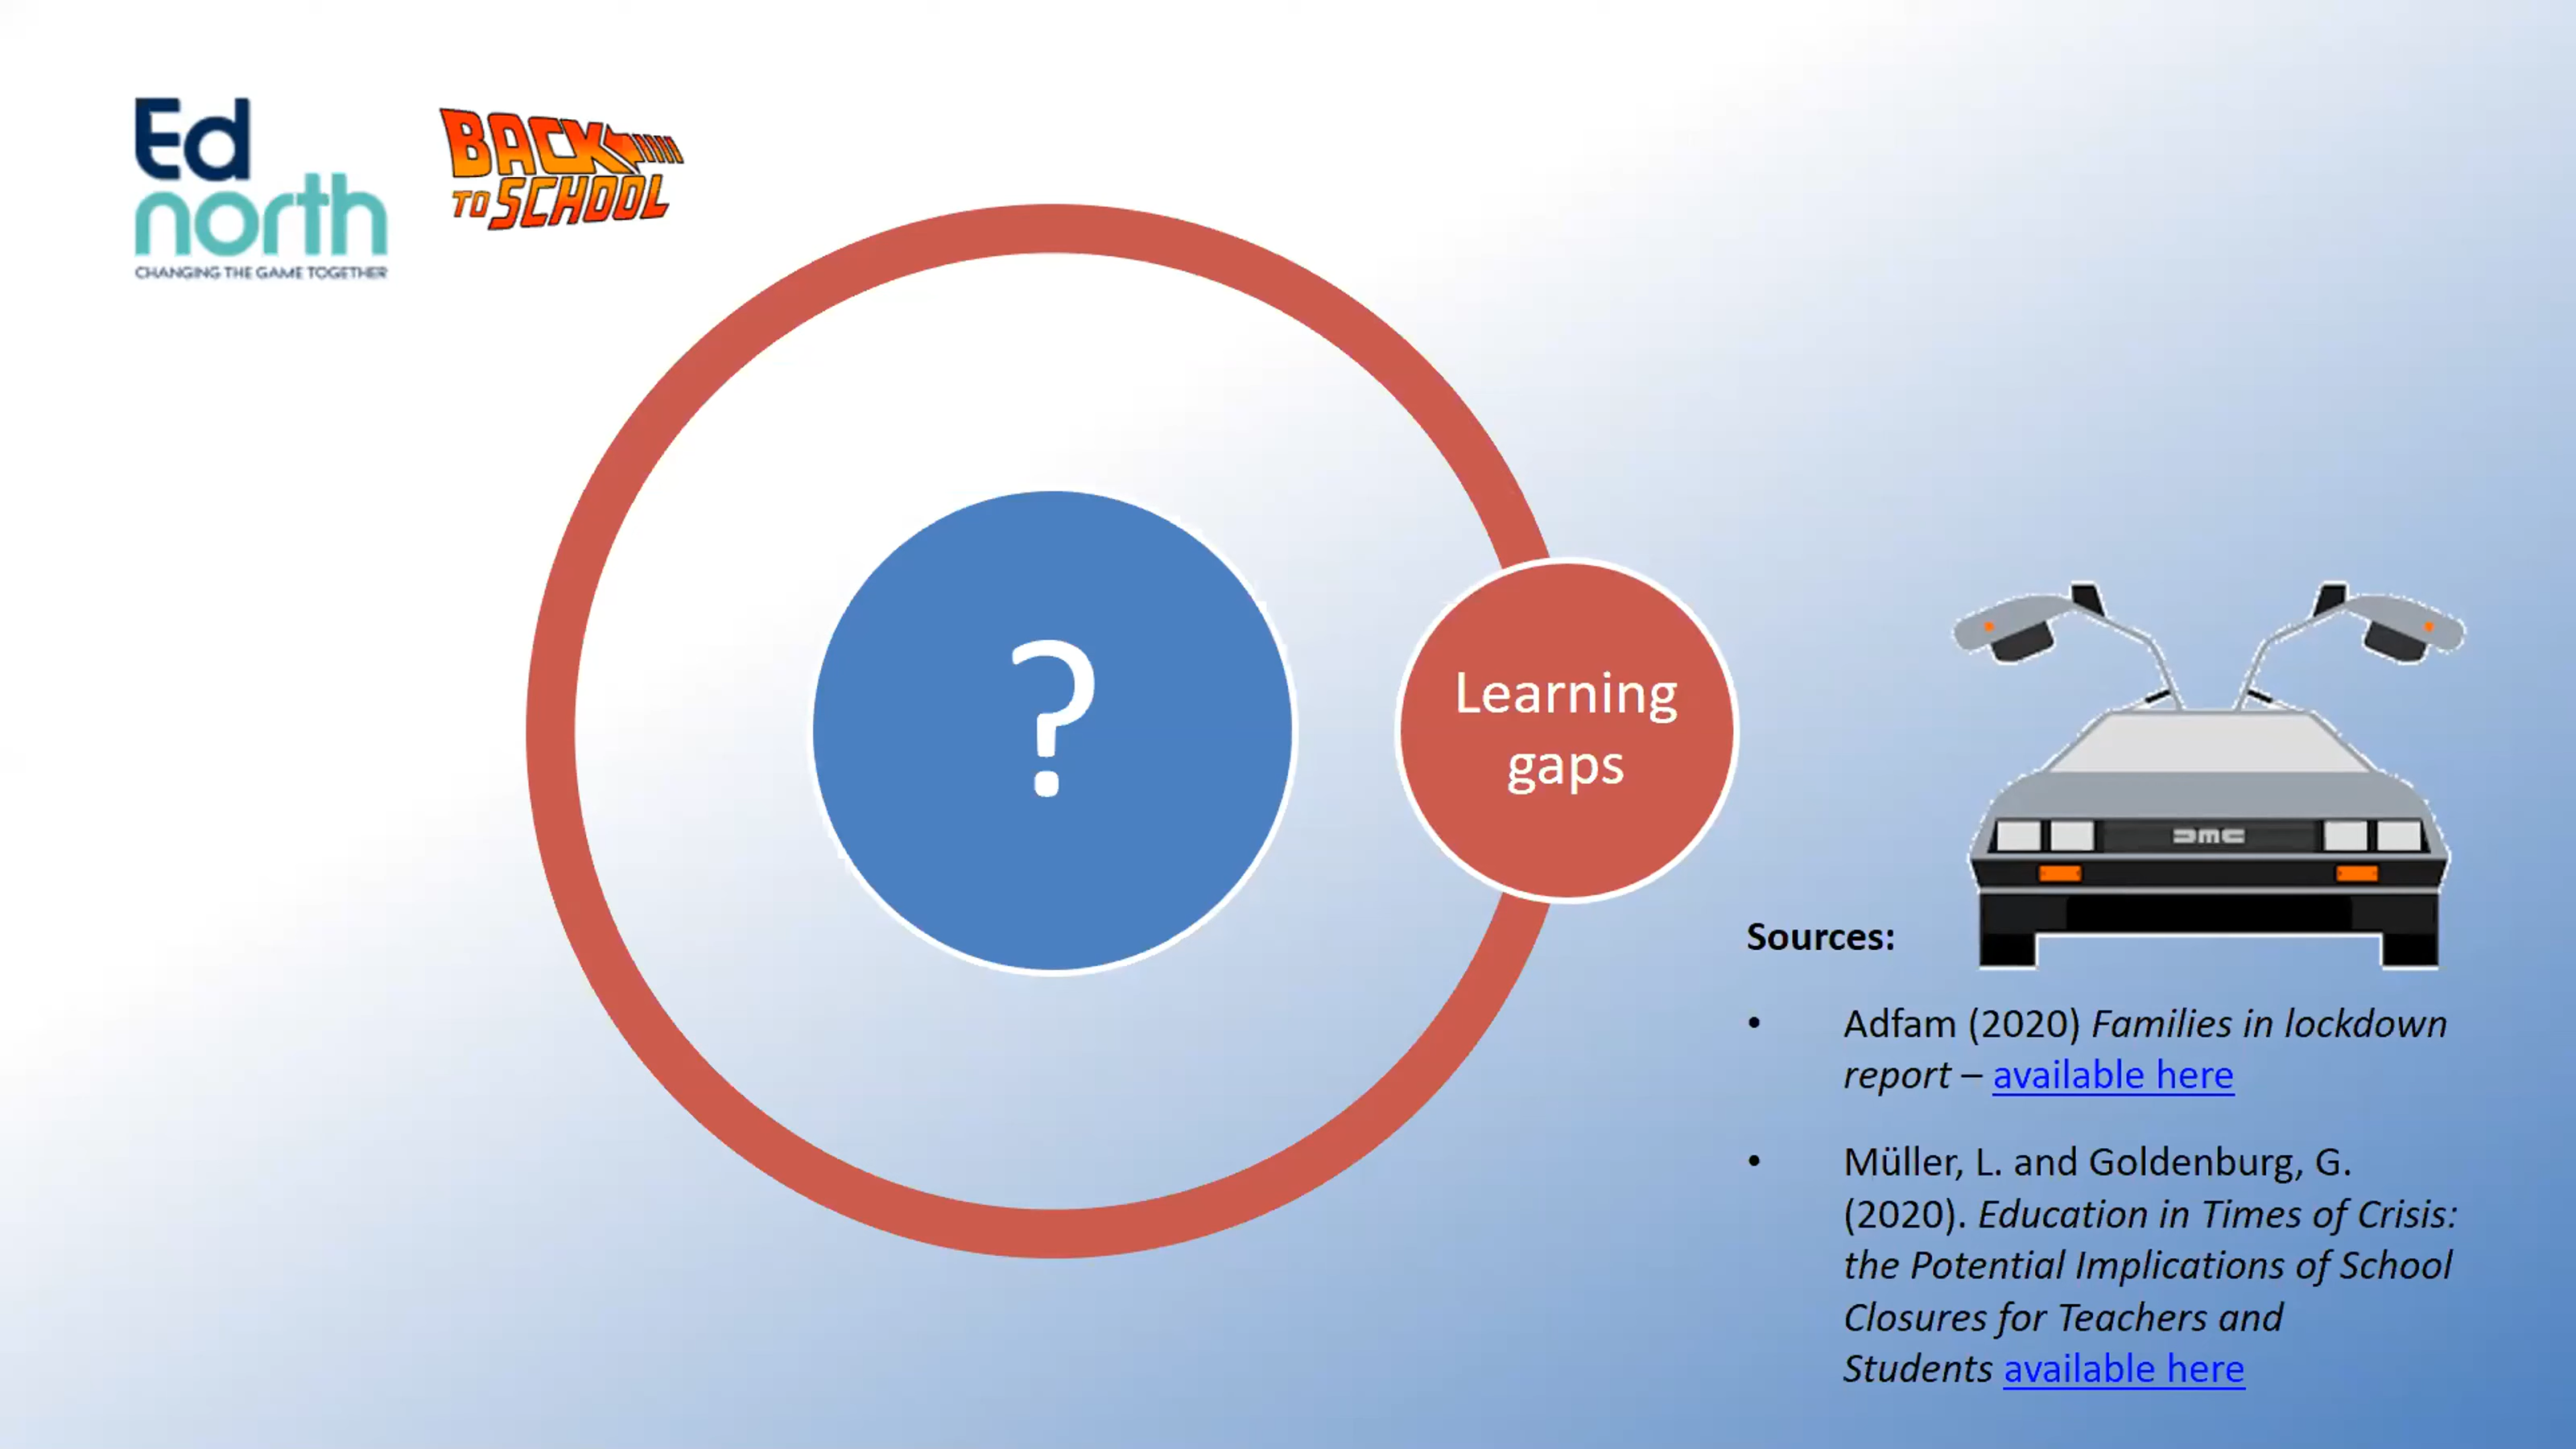 Ed
north
CHANGING THE GAME TOGETHER
BACK
TO SCHOOL
?
Learning
gaps
DMC
Sources:
• Adfam (2020) Families in lockdown
report – available here
• Müller, L. and Goldenburg, G.
(2020). Education in Times of Crisis:
the Potential Implications of School
Closures for Teachers and
Students available here